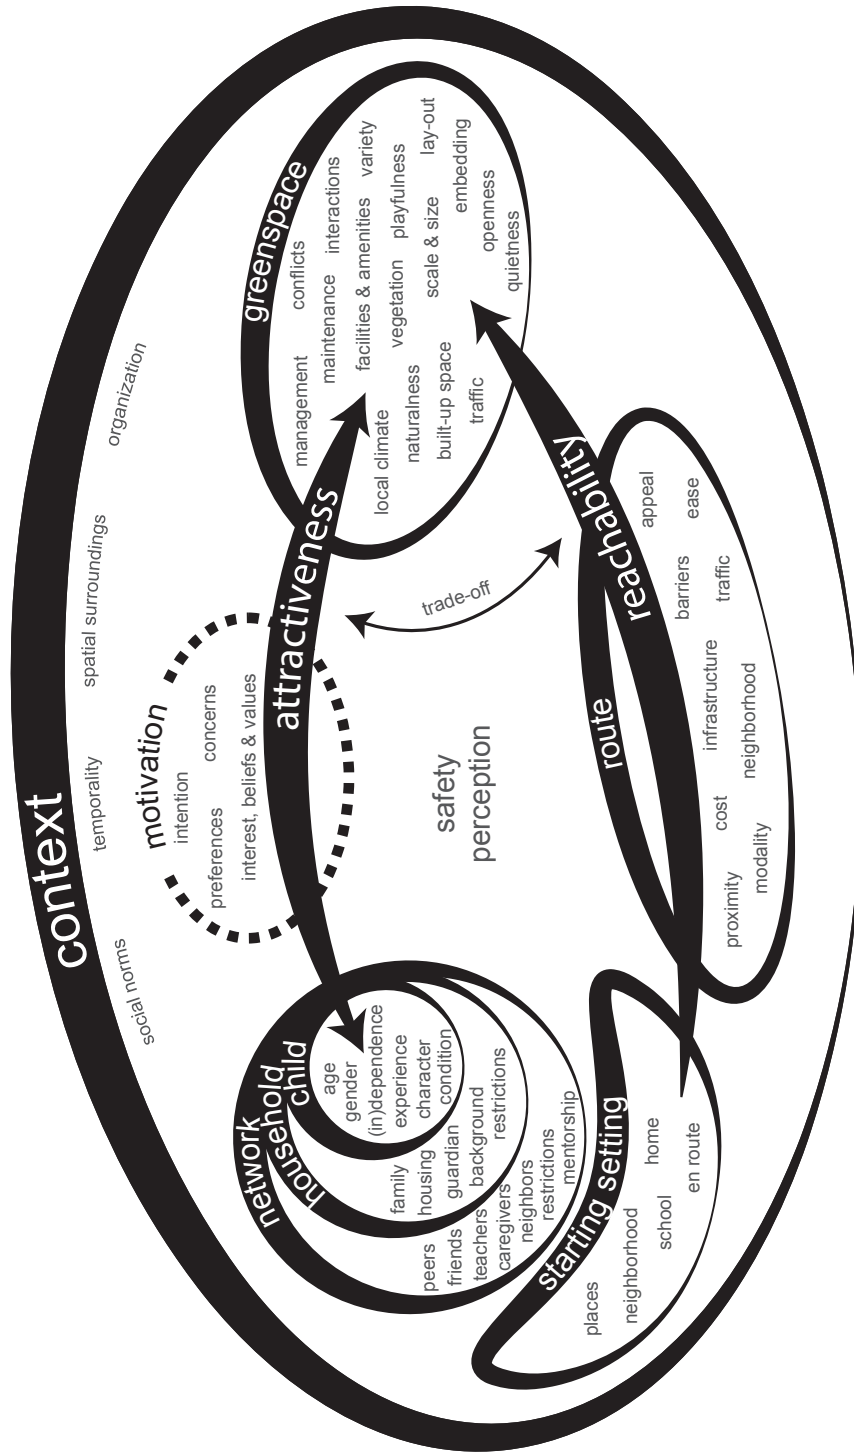 context
social norms
temporality
spatial surroundings
organization
motivation
intention
preferences
concerns
interest, beliefs & values
attractiveness
network
household
child
age
gender
(in)dependence
experience
character
condition
family
housing
guardian
background
restrictions
peers
friends
teachers
caregivers
neighbors
restrictions
mentorship
safety
perception
trade-off
greenspace
management
conflicts
maintenance
interactions
facilities & amenities
variety
local climate
vegetation
playfulness
naturalness
scale & size
lay-out
built-up space
embedding
traffic
openness
quietness
starting setting
places
neighborhood
school
home
en route
route
reachability
proximity
cost
infrastructure
barriers
appeal
modality
neighborhood
traffic
ease